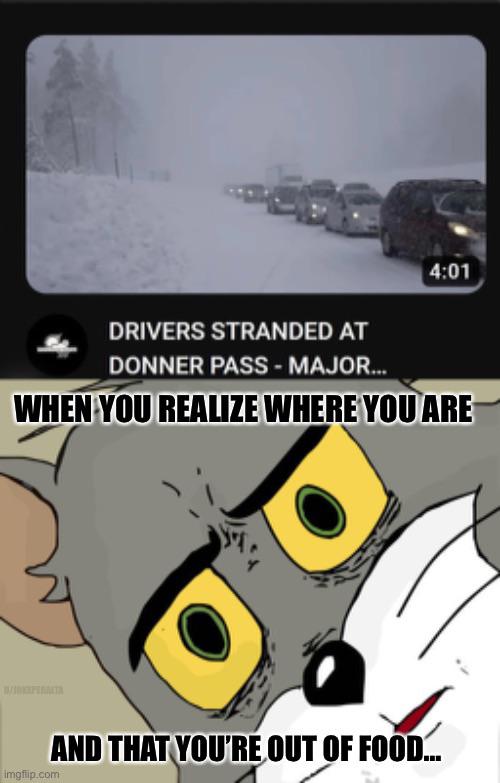 4:01
DRIVERS STRANDED AT
DONNER PASS - MAJOR...
WHEN YOU REALIZE WHERE YOU ARE
U/JOKEPERALTA
AND THAT YOU'RE OUT OF FOOD...
imgflip.com